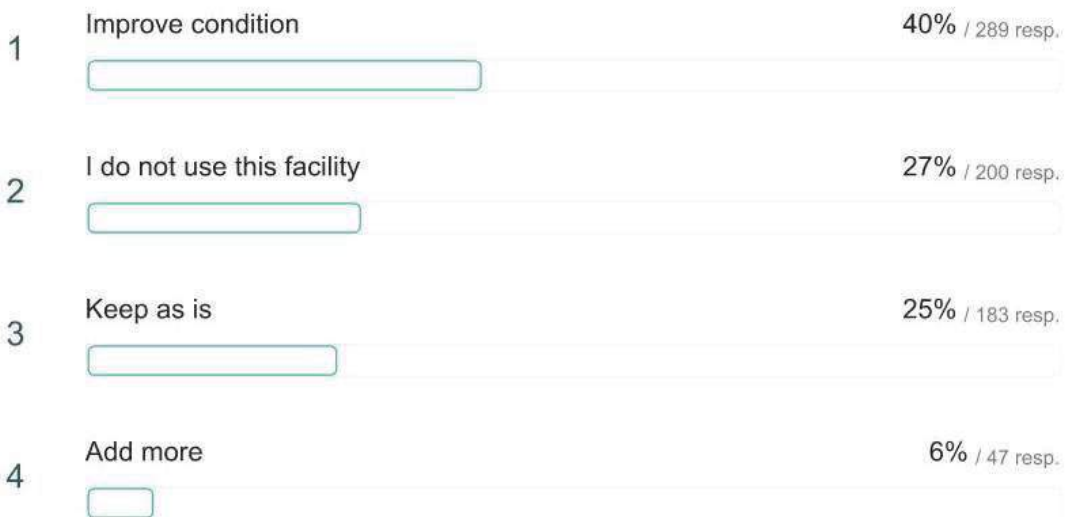 1 Improve condition 40% / 289 resp.
2 I do not use this facility 27% / 200 resp.
3 Keep as is 25% / 183 resp.
4 Add more 6% / 47 resp.